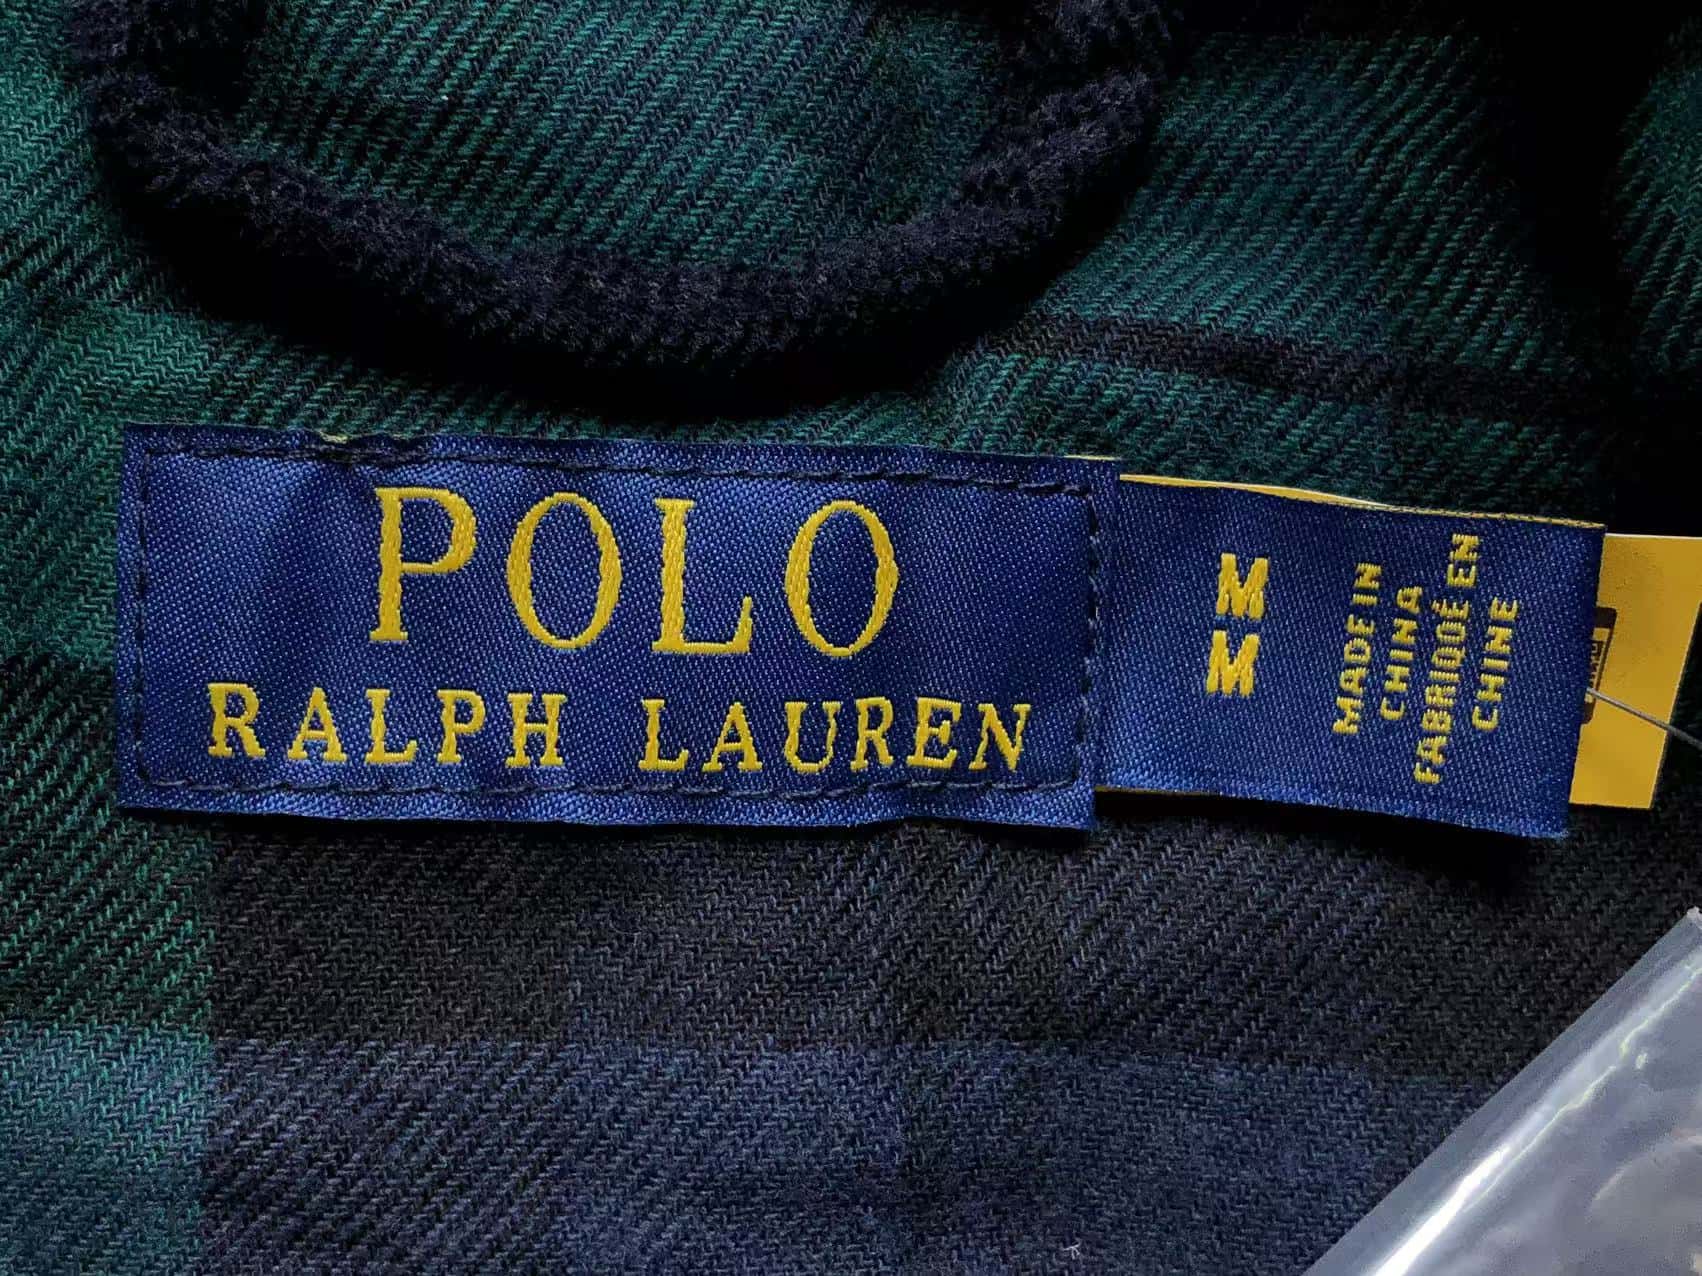 POLO
RALPH LAUREN
M
M
MADE IN
CHINA
FABRIQUÉ EN
CHINE